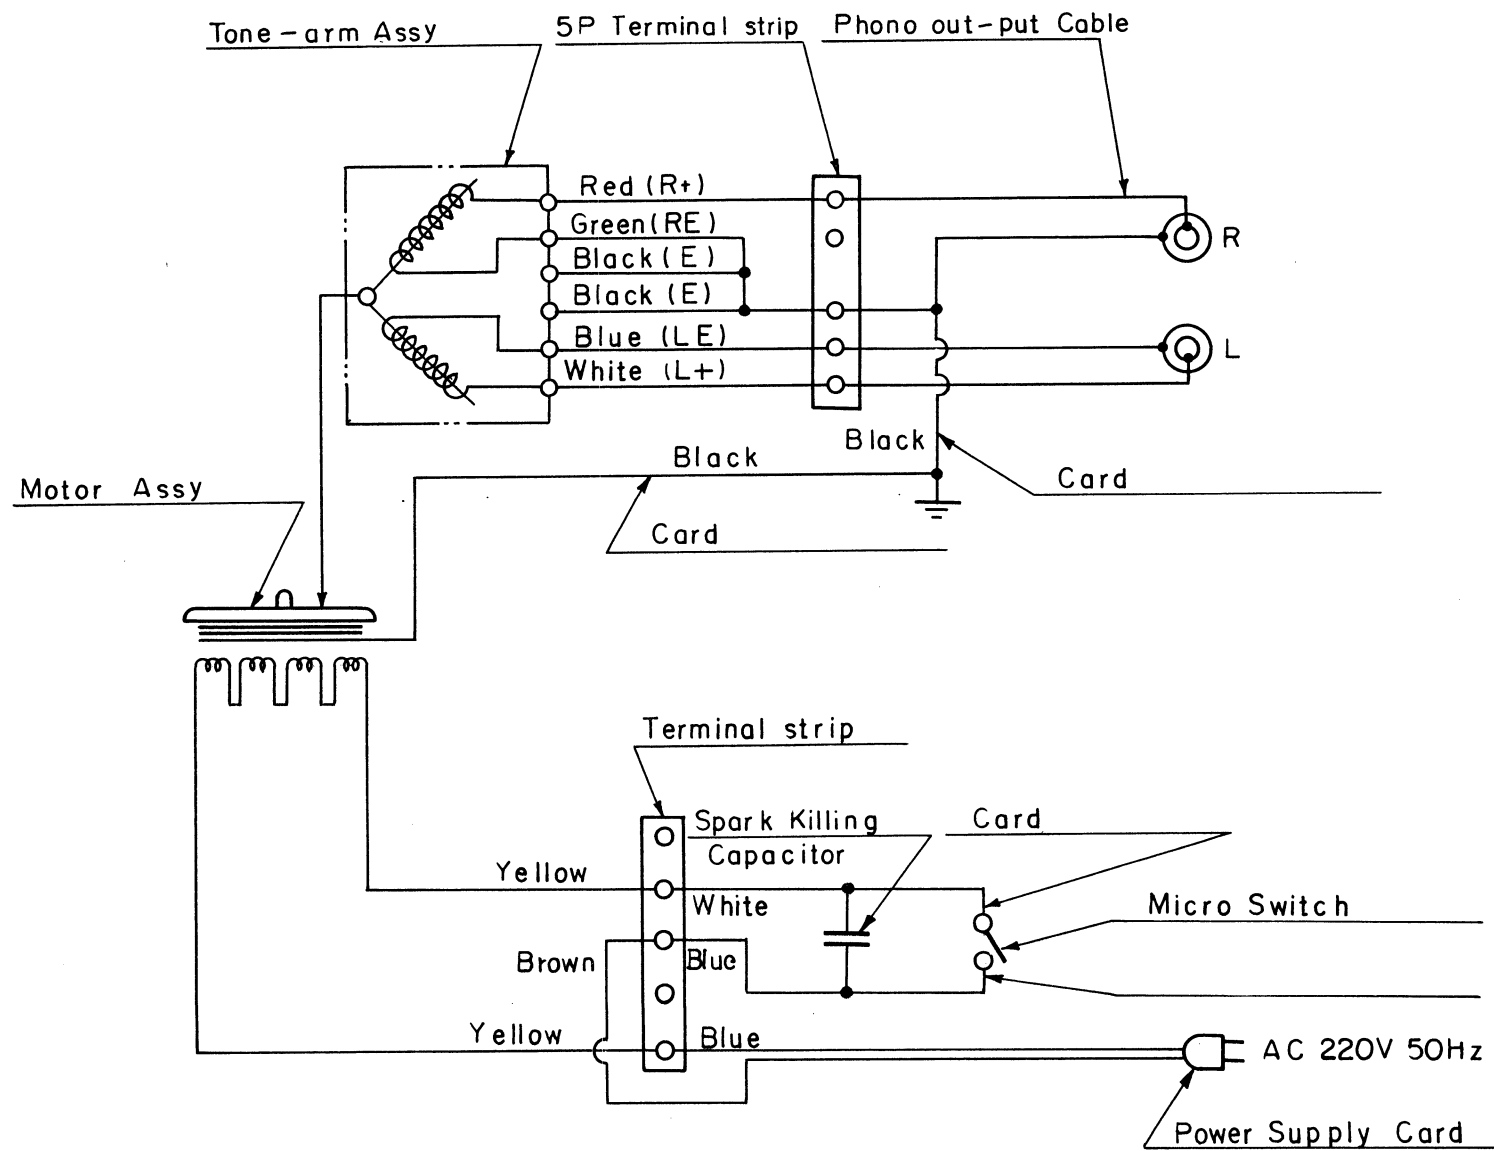 Tone-arm Assy
5P Terminal strip
Phono out-put Cable
Red (R+)
Green (RE)
Black (E)
Black (E)
Blue (LE)
White (L+)
R
L
Black
Black
Card
Card
Motor Assy
Terminal strip
Spark Killing
Capacitor
Card
Yellow
White
Micro Switch
Brown
Blue
Yellow
Blue
AC 220V 50Hz
Power Supply Card